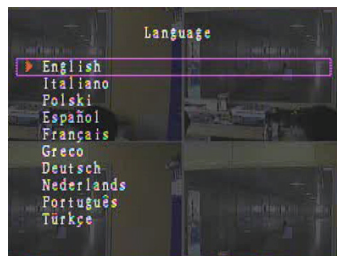 Language
English
Italiano
Polski
Español
Français
Greco
Deutsch
Nederlands
Português
Türkçe